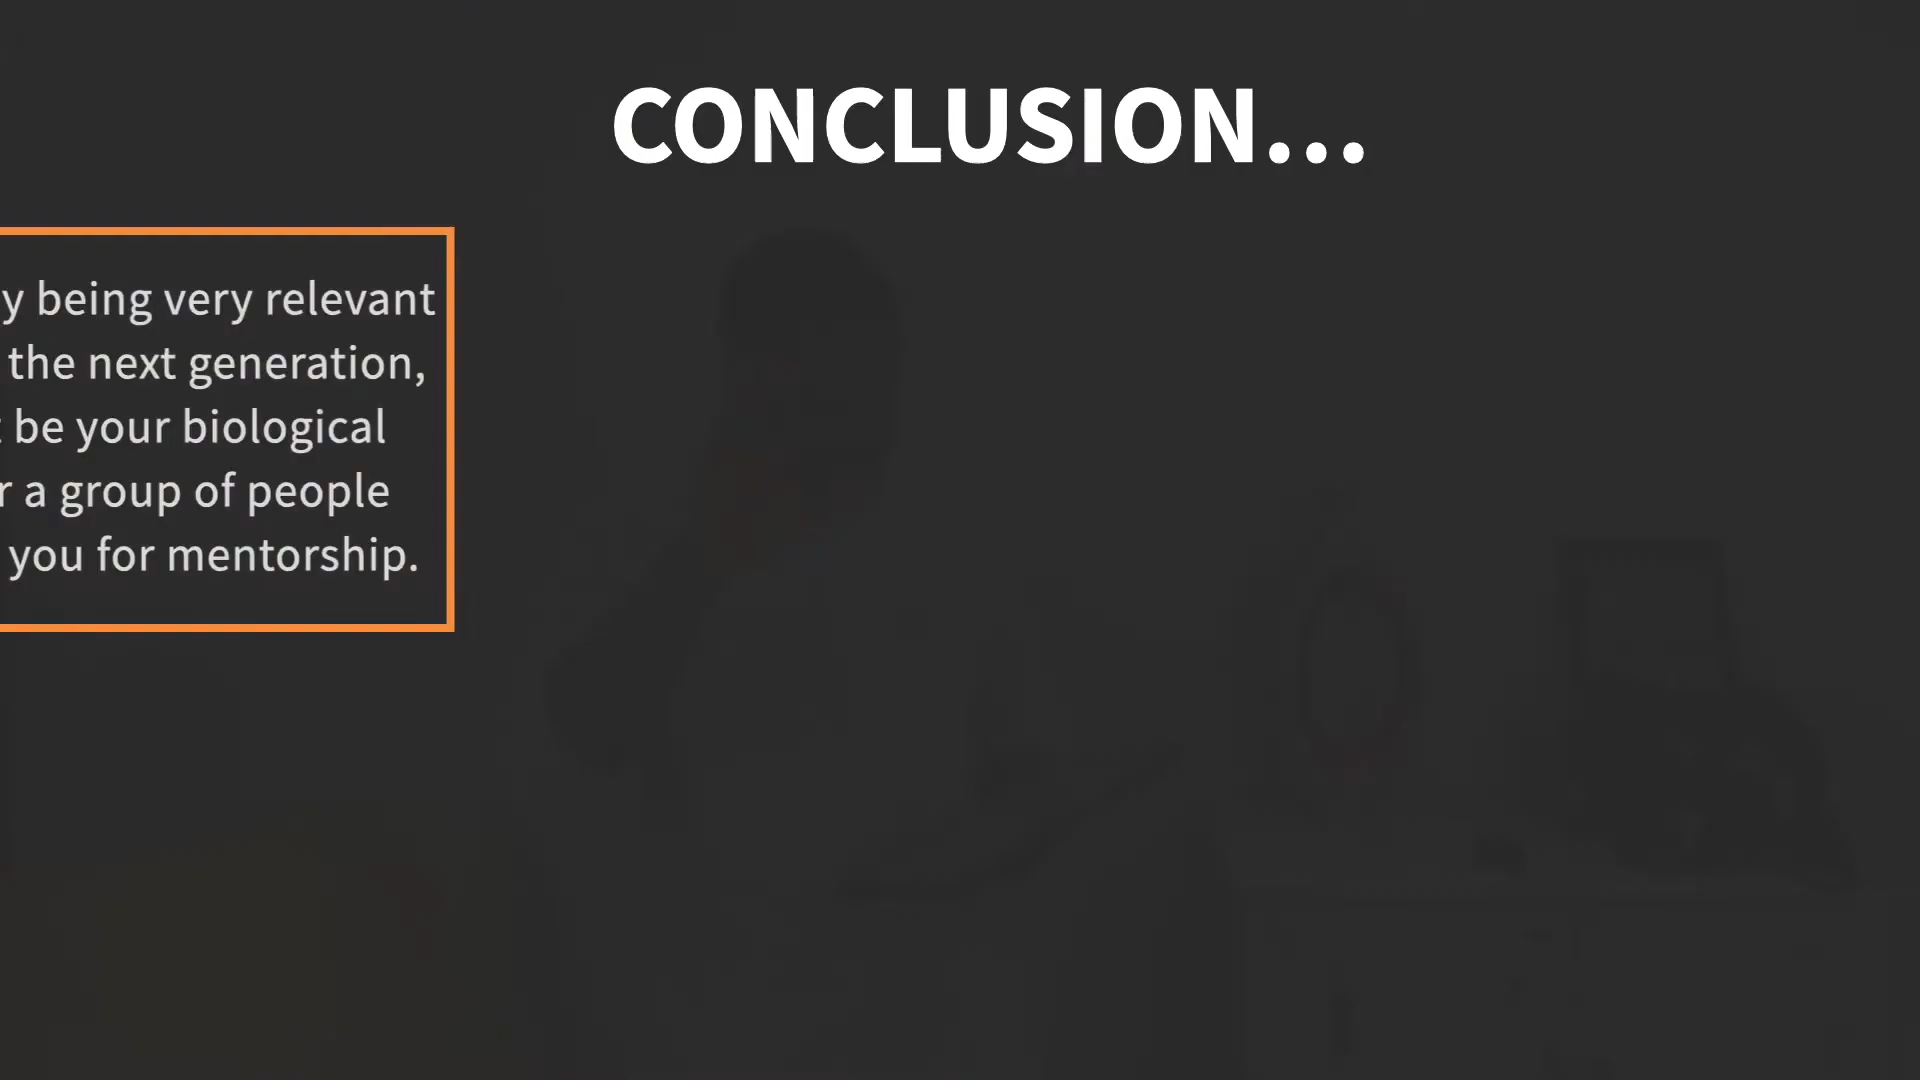 CONCLUSION...
y being very relevant
the next generation,
be your biological
r a group of people
you for mentorship.